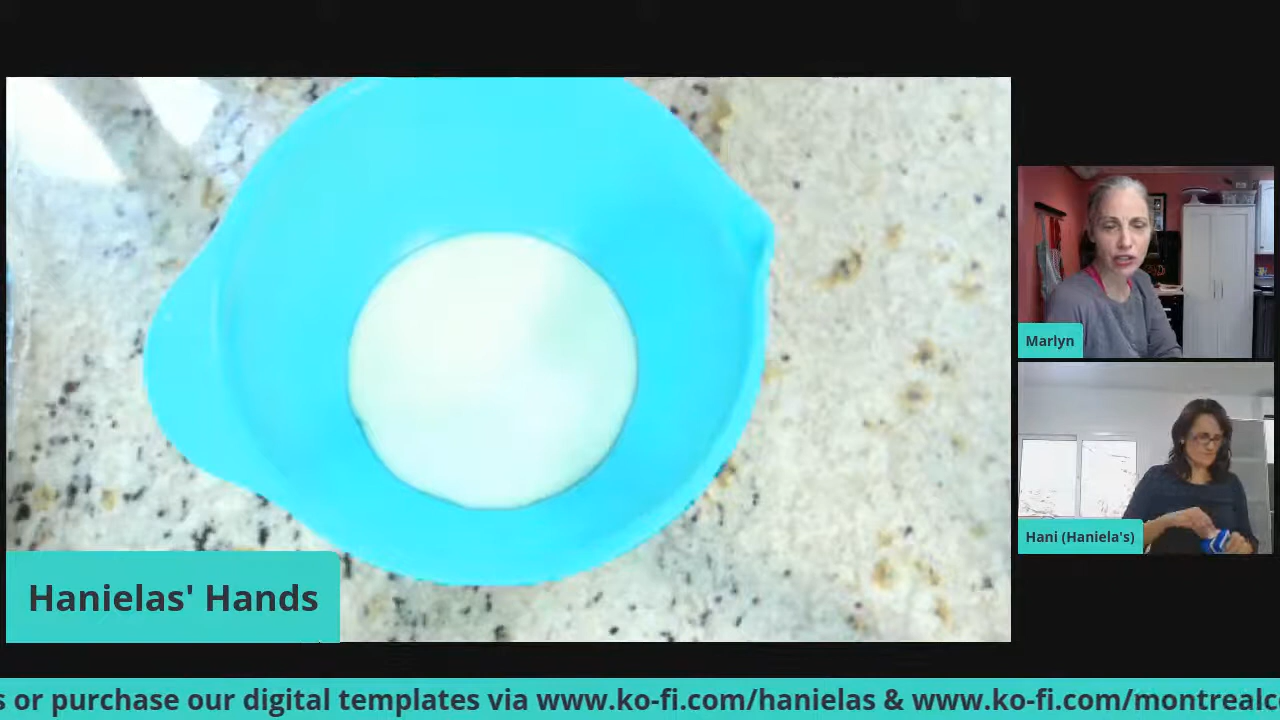 Marlyn
Hani (Haniela's)
Hanielas' Hands
s or purchase our digital templates via www.ko-fi.com/hanielas & www.ko-fi.com/montrealc